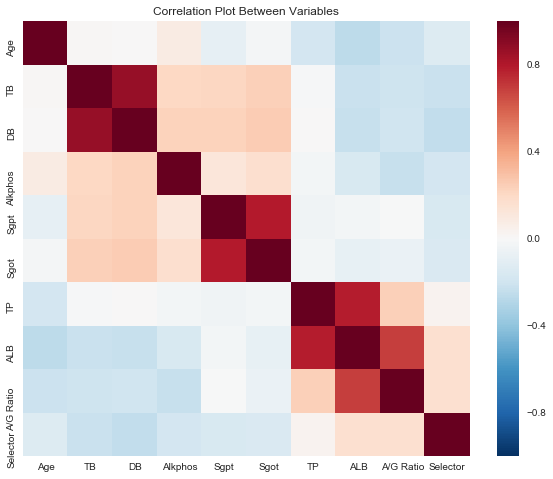 Correlation Plot Between Variables
Age
TB
DB
Alkphos
Sgpt
Sgot
TP
ALB
A/G Ratio
Selector
Age TB DB Alkphos Sgpt Sgot TP ALB A/G Ratio Selector
0.8
0.4
0.0
−0.4
−0.8